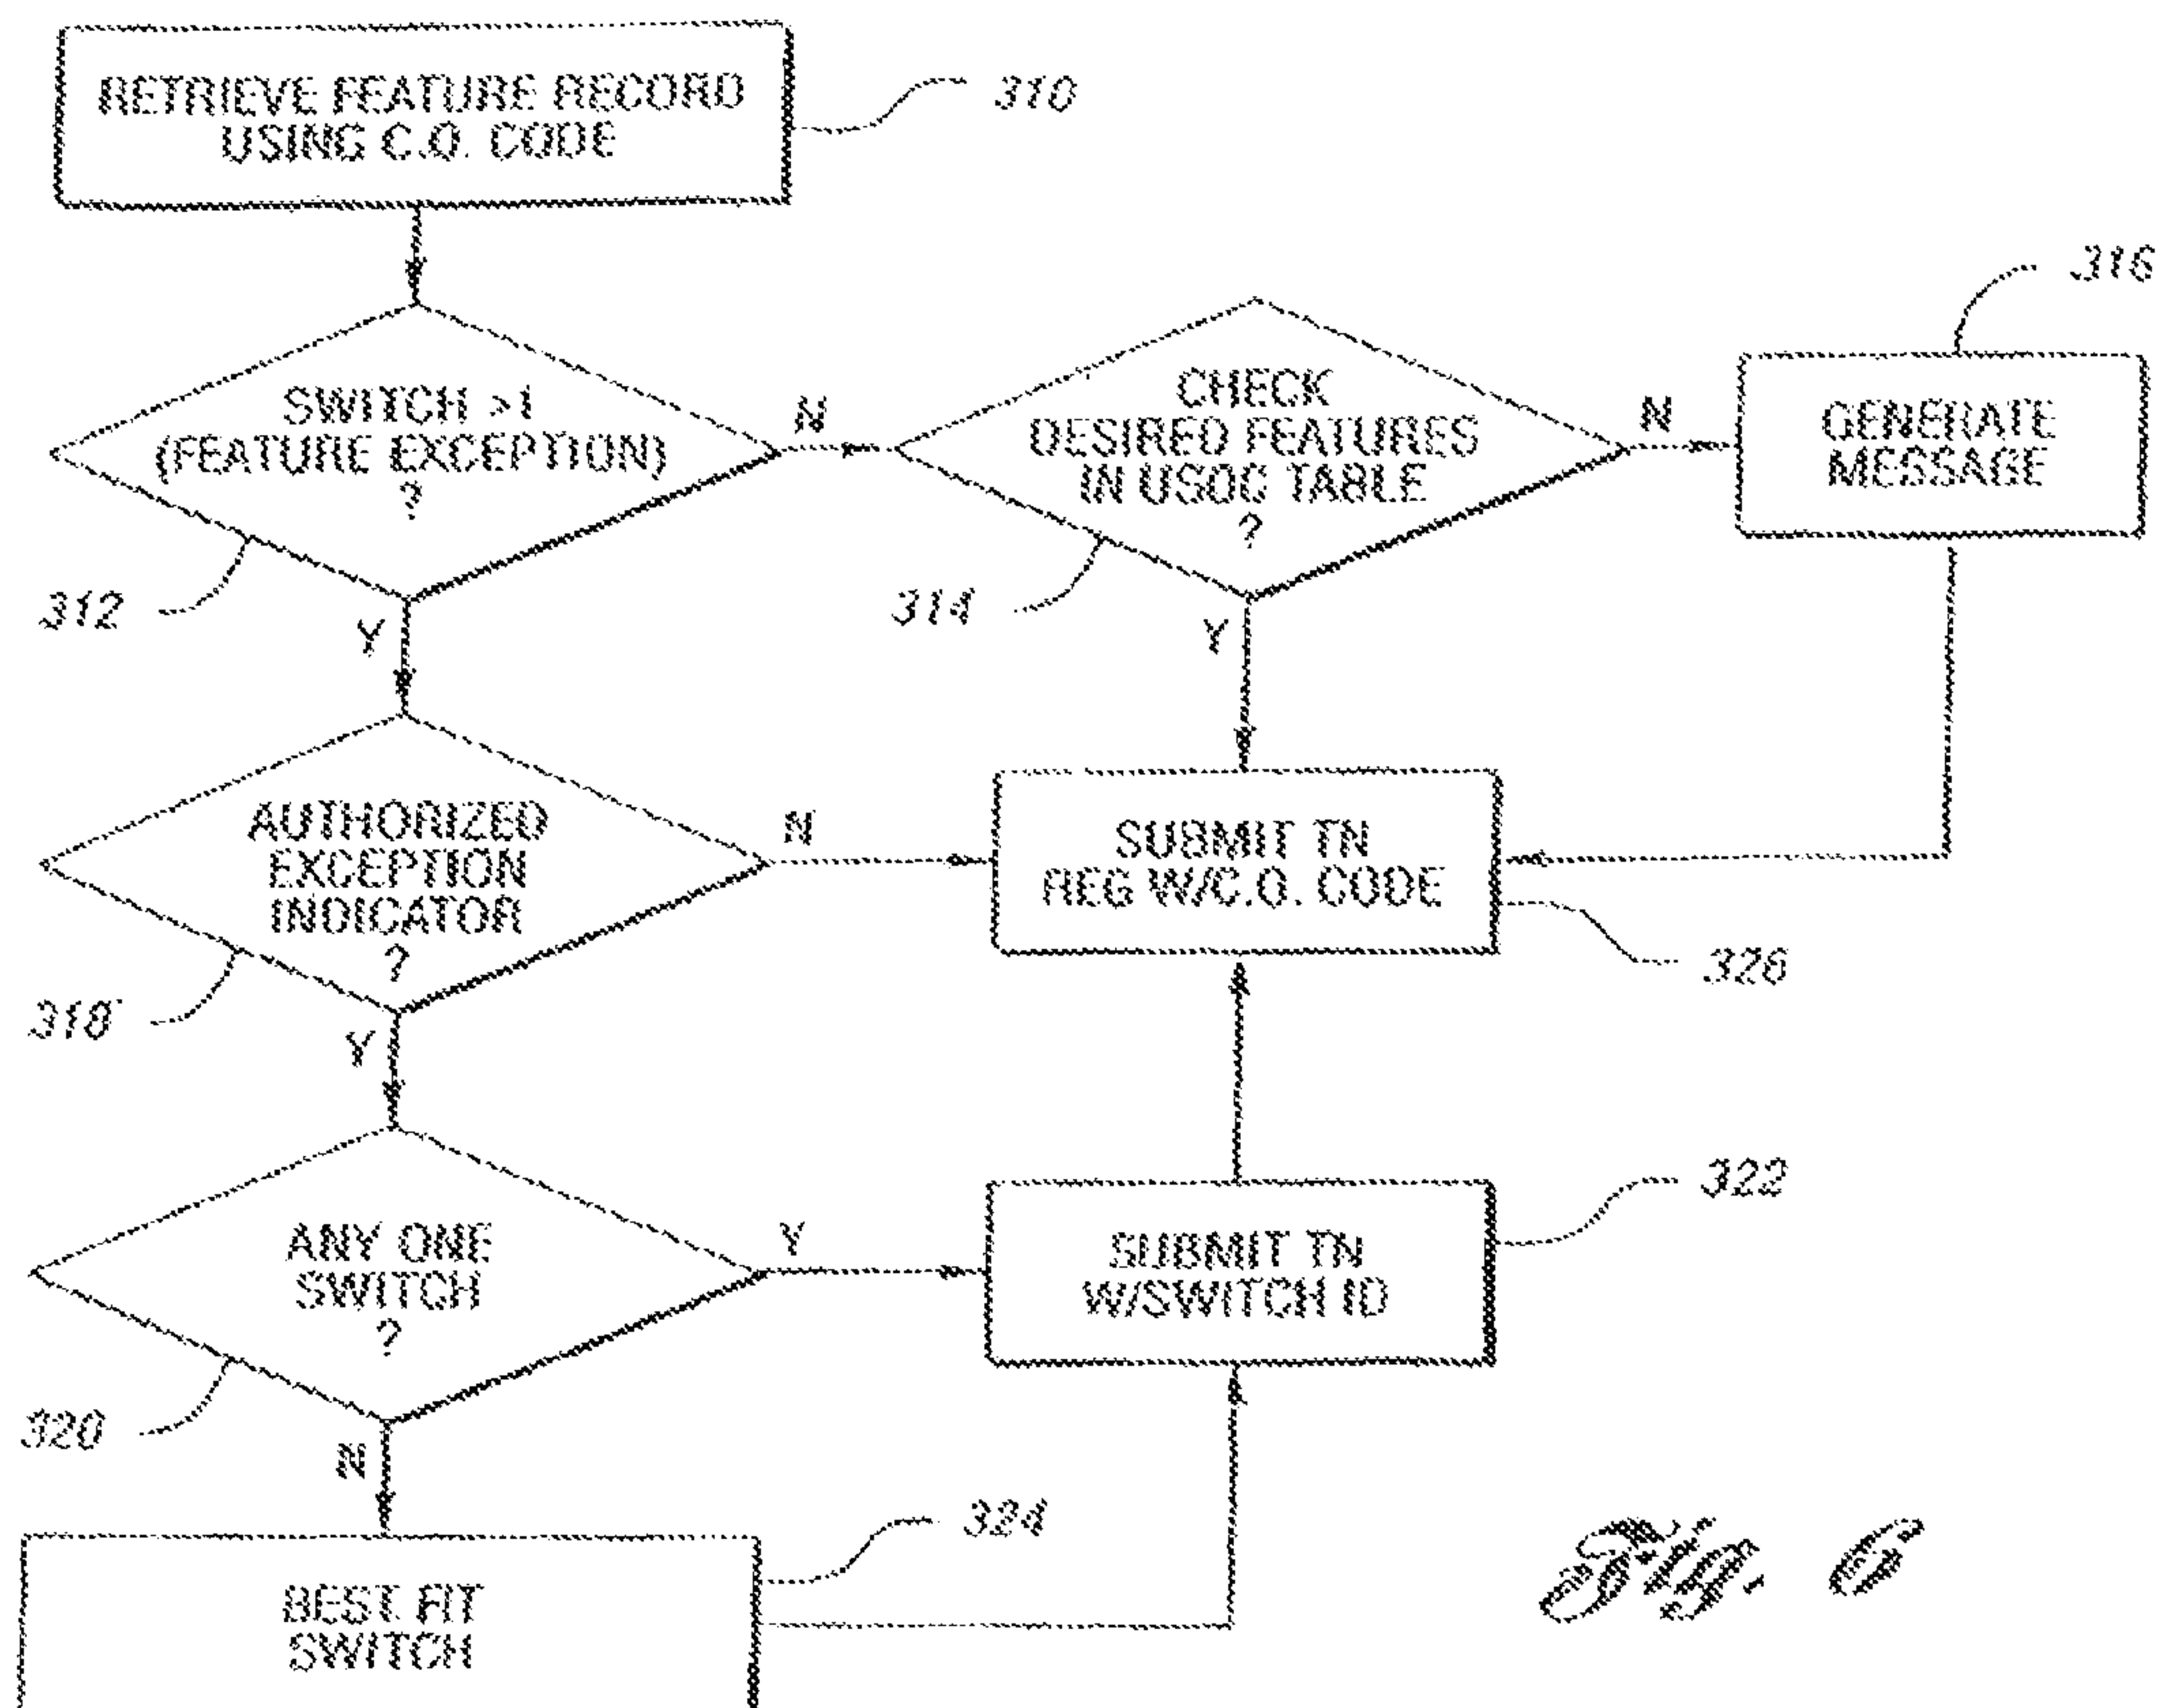 RETRIEVE FEATURE RECORD
USING C.O. CODE
310
SWITCH >1
(FEATURE EXCEPTION)
?
312
N
Y
CHECK
DESIRED FEATURES
IN USOC TABLE
?
314
N
Y
GENERATE
MESSAGE
316
AUTHORIZED
EXCEPTION
INDICATOR
?
318
N
Y
SUBMIT TN
REG W/C.O. CODE
326
ANY ONE
SWITCH
?
320
Y
N
SUBMIT TN
W/SWITCH ID
322
BEST FIT
SWITCH
324
Fig. 6